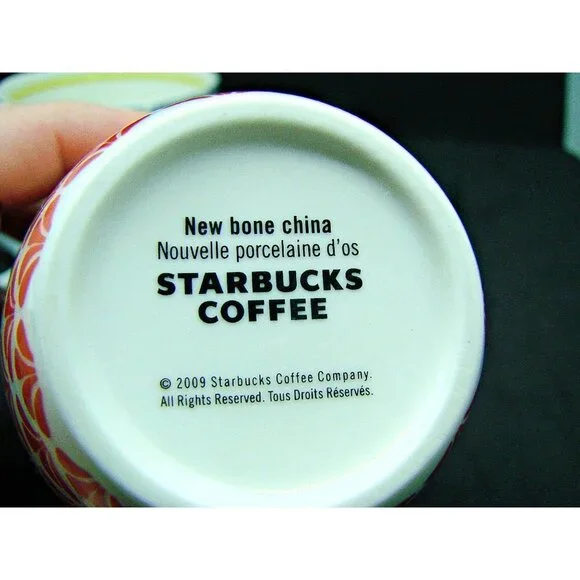 New bone china
Nouvelle porcelaine d'os
STARBUCKS
COFFEE
© 2009 Starbucks Coffee Company.
All Rights Reserved. Tous Droits Réservés.